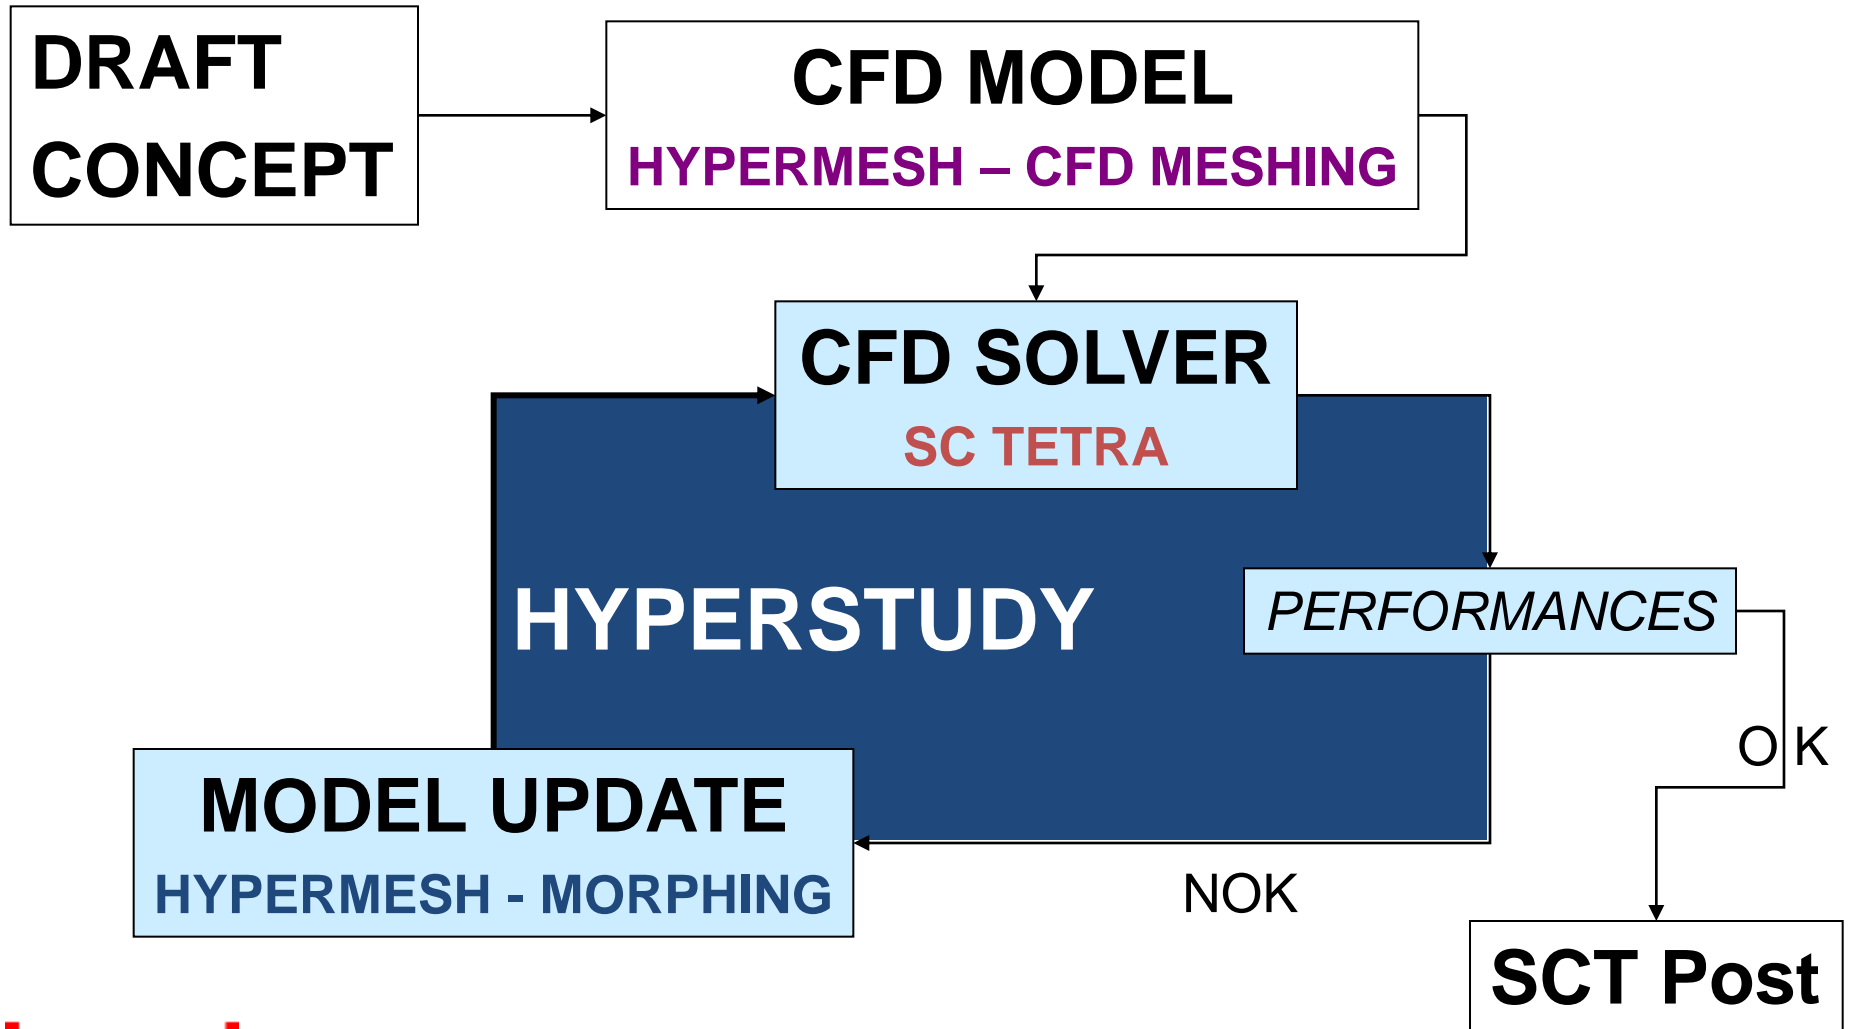 DRAFT
CONCEPT
CFD MODEL
HYPERMESH – CFD MESHING
CFD SOLVER
SC TETRA
HYPERSTUDY
PERFORMANCES
OK
MODEL UPDATE
HYPERMESH - MORPHING
NOK
SCT Post